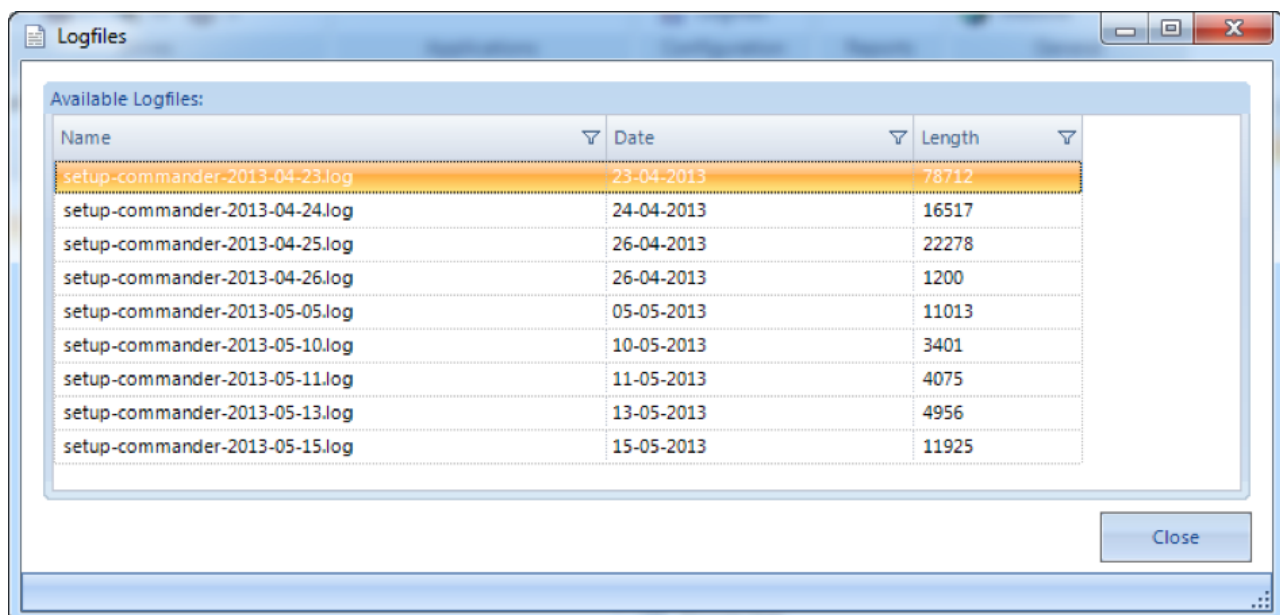 Logfiles
Applications Configuration Reports General
Available Logfiles:
Name Date Length
setup-commander-2013-04-23.log 23-04-2013 78712
setup-commander-2013-04-24.log 24-04-2013 16517
setup-commander-2013-04-25.log 26-04-2013 22278
setup-commander-2013-04-26.log 26-04-2013 1200
setup-commander-2013-05-05.log 05-05-2013 11013
setup-commander-2013-05-10.log 10-05-2013 3401
setup-commander-2013-05-11.log 11-05-2013 4075
setup-commander-2013-05-13.log 13-05-2013 4956
setup-commander-2013-05-15.log 15-05-2013 11925
Close